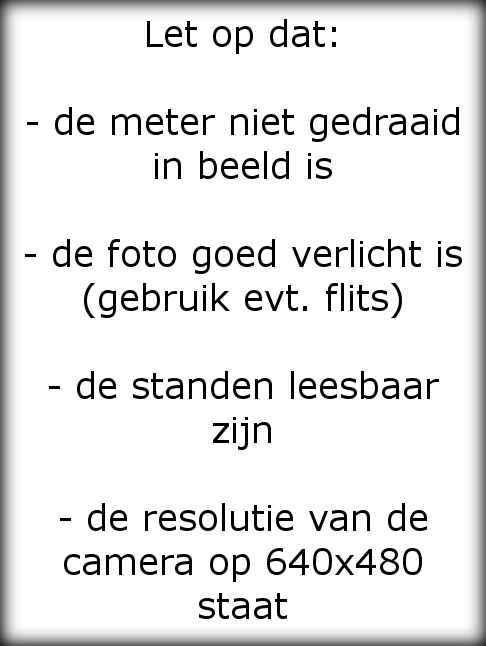 Let op dat:
- de meter niet gedraaid
in beeld is
- de foto goed verlicht is
(gebruik evt. flits)
- de standen leesbaar
zijn
- de resolutie van de
camera op 640x480
staat